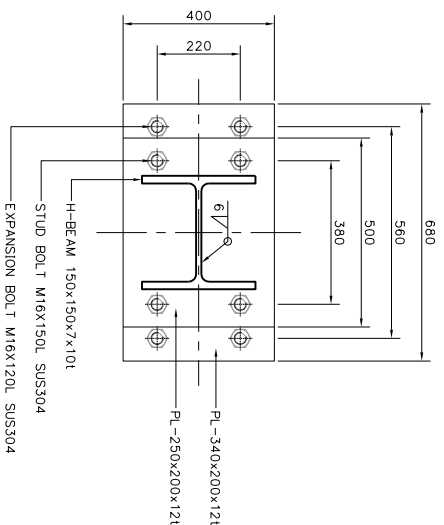 400
220
680
560
500
380
6
H-BEAM 150x150x7x10t
STUD BOLT M16X150L SUS304
EXPANSION BOLT M16X120L SUS304
PL-340x200x12t
PL-250x200x12t